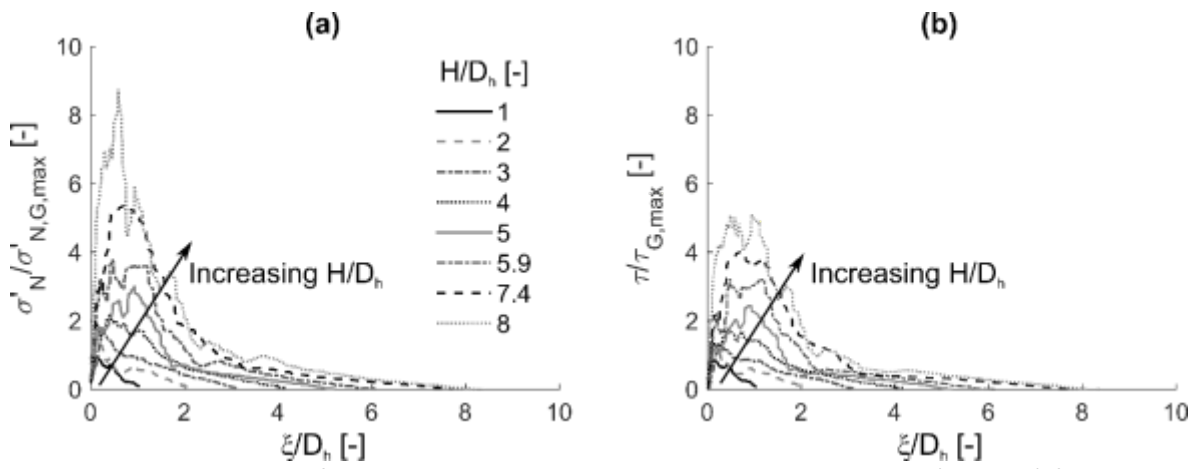 (a)
10
8
6
4
2
0
σ'N/σ'N,G,max [-]
H/Dh [-]
1
2
3
4
5
5.9
7.4
8
Increasing H/Dh
0 2 4 6 8 10
ξ/Dh [-]
(b)
10
8
6
4
2
0
τ/τG,max [-]
Increasing H/Dh
0 2 4 6 8 10
ξ/Dh [-]